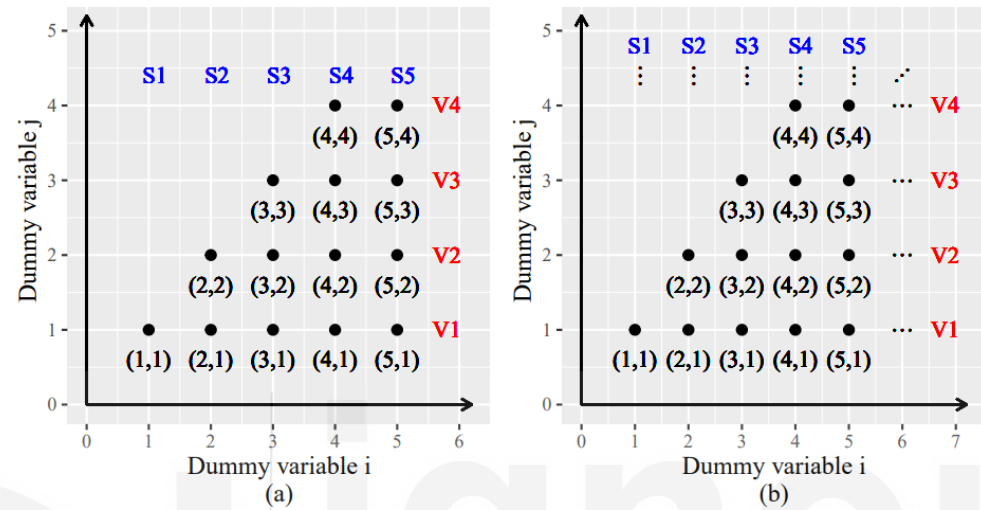 5
S1 S2 S3 S4 S5
4 V4
(4,4) (5,4)
3 V3
(3,3) (4,3) (5,3)
2 V2
(2,2) (3,2) (4,2) (5,2)
1 V1
(1,1) (2,1) (3,1) (4,1) (5,1)
0
0 1 2 3 4 5 6
Dummy variable j
Dummy variable i
(a)
5
S1 S2 S3 S4 S5
⋮ ⋮ ⋮ ⋮ ⋮ ⋰
4 ... V4
(4,4) (5,4)
3 ... V3
(3,3) (4,3) (5,3)
2 ... V2
(2,2) (3,2) (4,2) (5,2)
1 ... V1
(1,1) (2,1) (3,1) (4,1) (5,1)
0
0 1 2 3 4 5 6 7
Dummy variable j
Dummy variable i
(b)